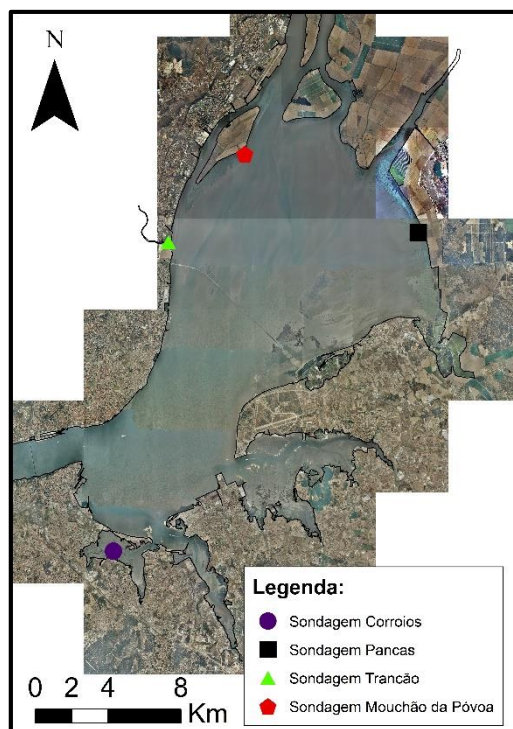 N
Legenda:
Sondagem Corroios
Sondagem Pancas
Sondagem Trancão
Sondagem Mouchão da Póvoa
0 2 4 8
Km